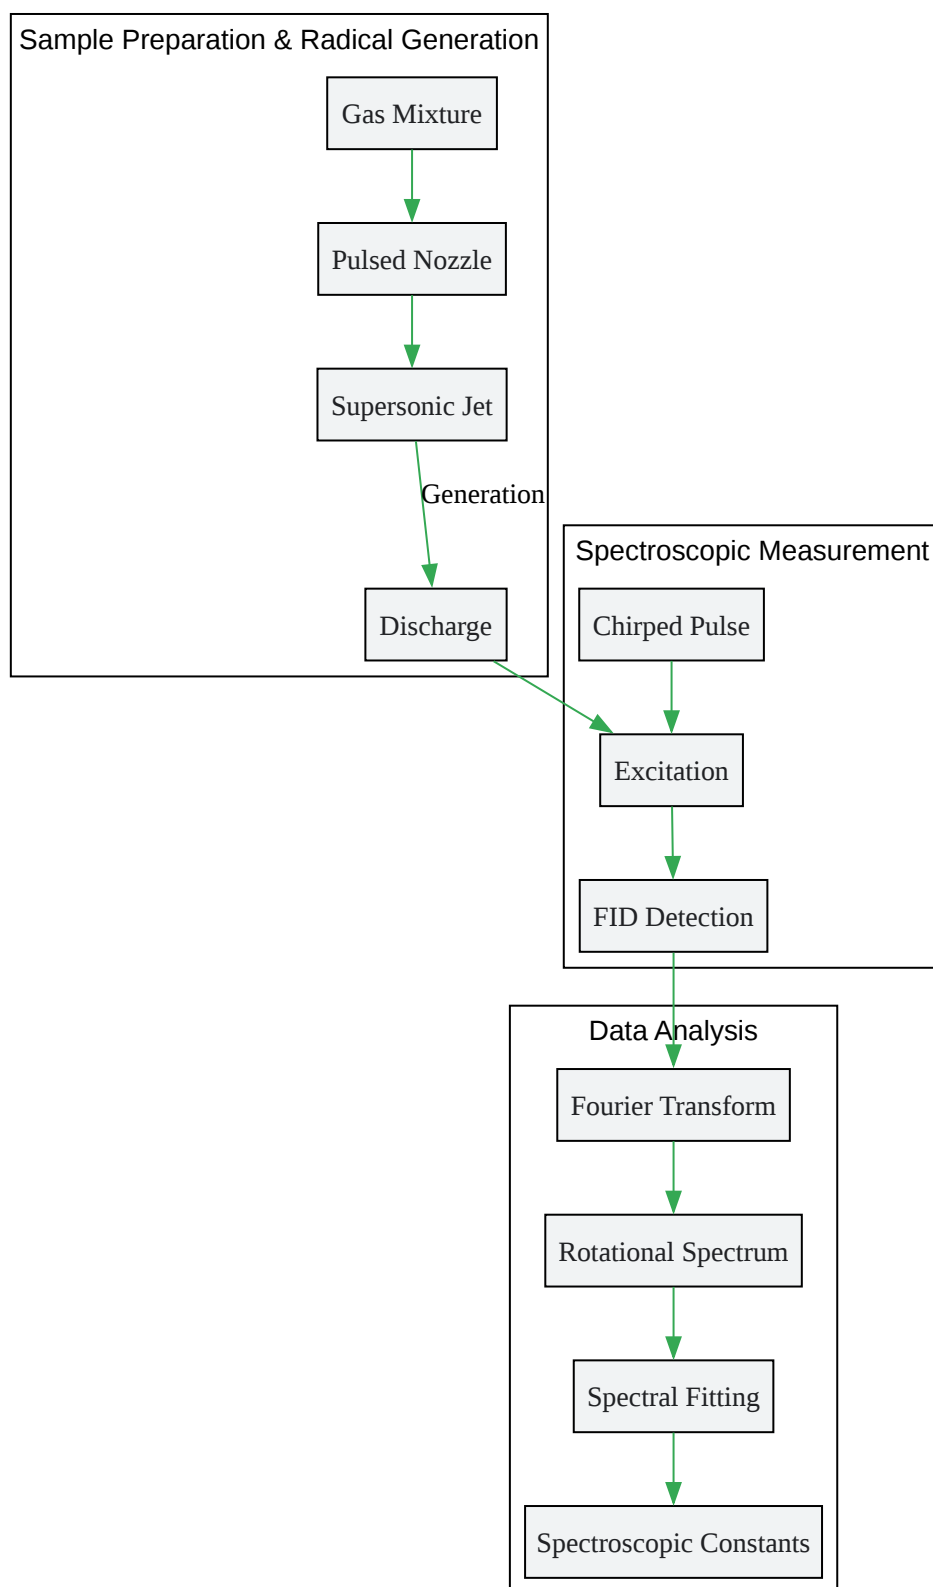 Sample Preparation & Radical Generation
Gas Mixture
Pulsed Nozzle
Supersonic Jet
Generation
Discharge
Spectroscopic Measurement
Chirped Pulse
Excitation
FID Detection
Data Analysis
Fourier Transform
Rotational Spectrum
Spectral Fitting
Spectroscopic Constants